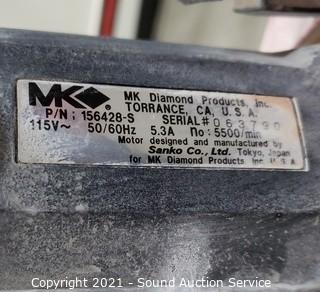 MK MK Diamond Products, Inc.
TORRANCE, CA, U.S.A.
P/N : 156428-S SERIAL# 063790
115V~ 50/60Hz 5.3A no : 5500/min
Motor designed and manufactured by
Sanko Co., Ltd. Tokyo, Japan
for MK Diamond Products, Inc. U.S.A.
Copyright 2021 - Sound Auction Service